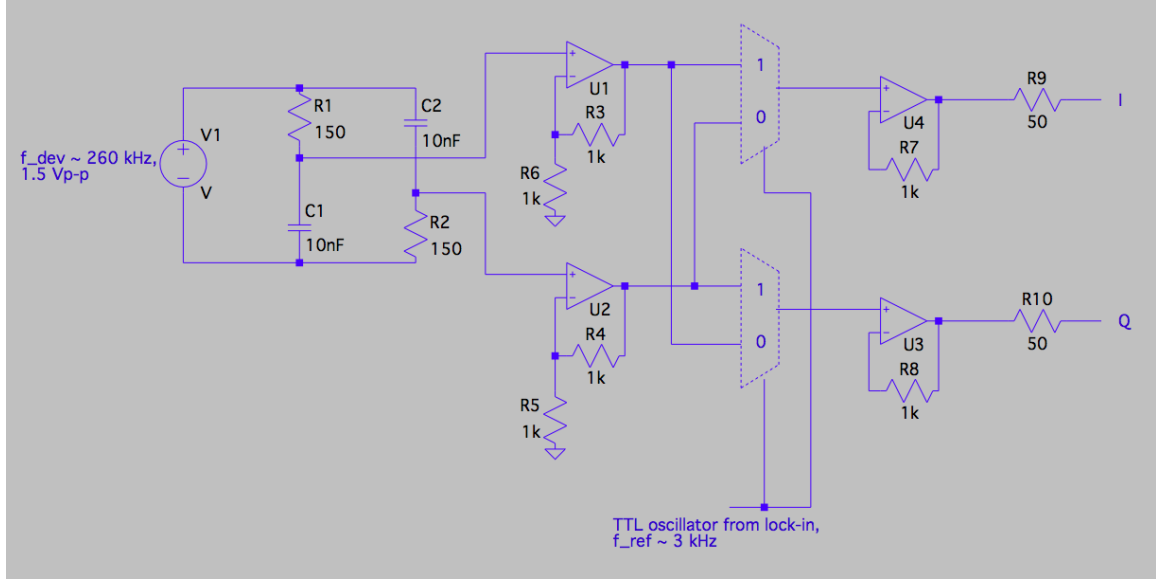 f_dev ~ 260 kHz,
1.5 Vp-p
V1
V
R1
150
C1
10nF
C2
10nF
R2
150
+
−
+
−
U1
R3
1k
R6
1k
+
−
U2
R4
1k
R5
1k
1
0
1
0
TTL oscillator from lock-in,
f_ref ~ 3 kHz
+
−
U4
R7
1k
R9
50
I
+
−
U3
R8
1k
R10
50
Q